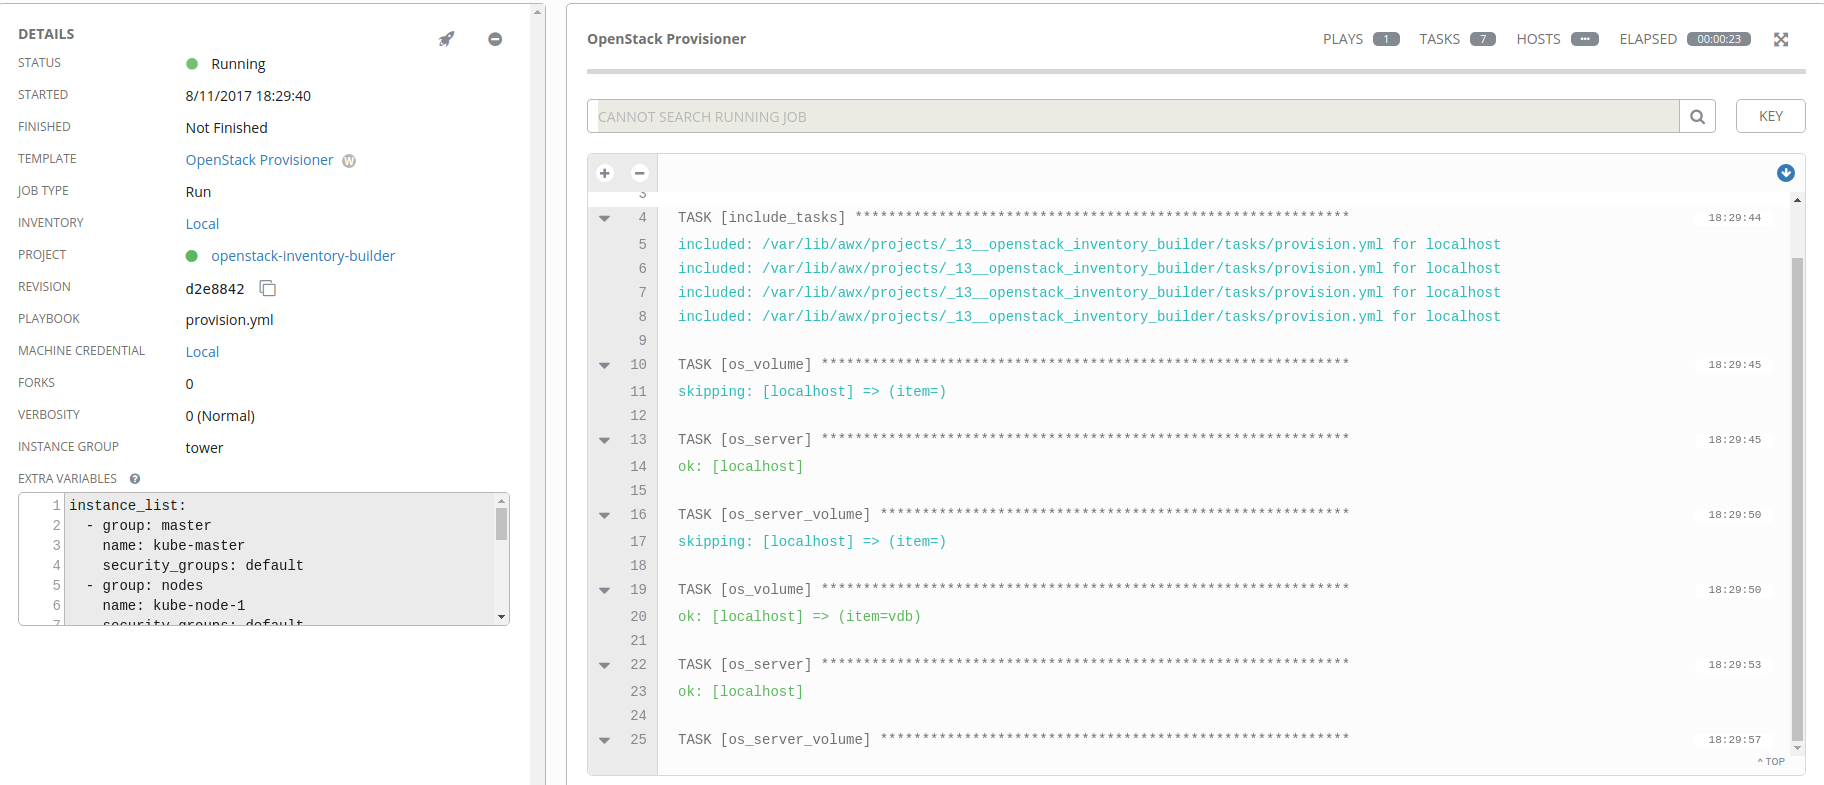 DETAILS
STATUS Running
STARTED 8/11/2017 18:29:40
FINISHED Not Finished
TEMPLATE OpenStack Provisioner W
JOB TYPE Run
INVENTORY Local
PROJECT openstack-inventory-builder
REVISION d2e8842
PLAYBOOK provision.yml
MACHINE CREDENTIAL Local
FORKS 0
VERBOSITY 0 (Normal)
INSTANCE GROUP tower
EXTRA VARIABLES ?
1 instance_list:
2 - group: master
3 name: kube-master
4 security_groups: default
5 - group: nodes
6 name: kube-node-1
7 security_groups: default
OpenStack Provisioner PLAYS 1 TASKS 7 HOSTS ... ELAPSED 00:00:23
CANNOT SEARCH RUNNING JOB KEY
3
4 TASK [include_tasks] *********************************************************** 18:29:44
5 included: /var/lib/awx/projects/_13__openstack_inventory_builder/tasks/provision.yml for localhost
6 included: /var/lib/awx/projects/_13__openstack_inventory_builder/tasks/provision.yml for localhost
7 included: /var/lib/awx/projects/_13__openstack_inventory_builder/tasks/provision.yml for localhost
8 included: /var/lib/awx/projects/_13__openstack_inventory_builder/tasks/provision.yml for localhost
9
10 TASK [os_volume] *************************************************************** 18:29:45
11 skipping: [localhost] => (item=)
12
13 TASK [os_server] *************************************************************** 18:29:45
14 ok: [localhost]
15
16 TASK [os_server_volume] ******************************************************** 18:29:50
17 skipping: [localhost] => (item=)
18
19 TASK [os_volume] *************************************************************** 18:29:50
20 ok: [localhost] => (item=vdb)
21
22 TASK [os_server] *************************************************************** 18:29:53
23 ok: [localhost]
24
25 TASK [os_server_volume] ******************************************************** 18:29:57
^ TOP